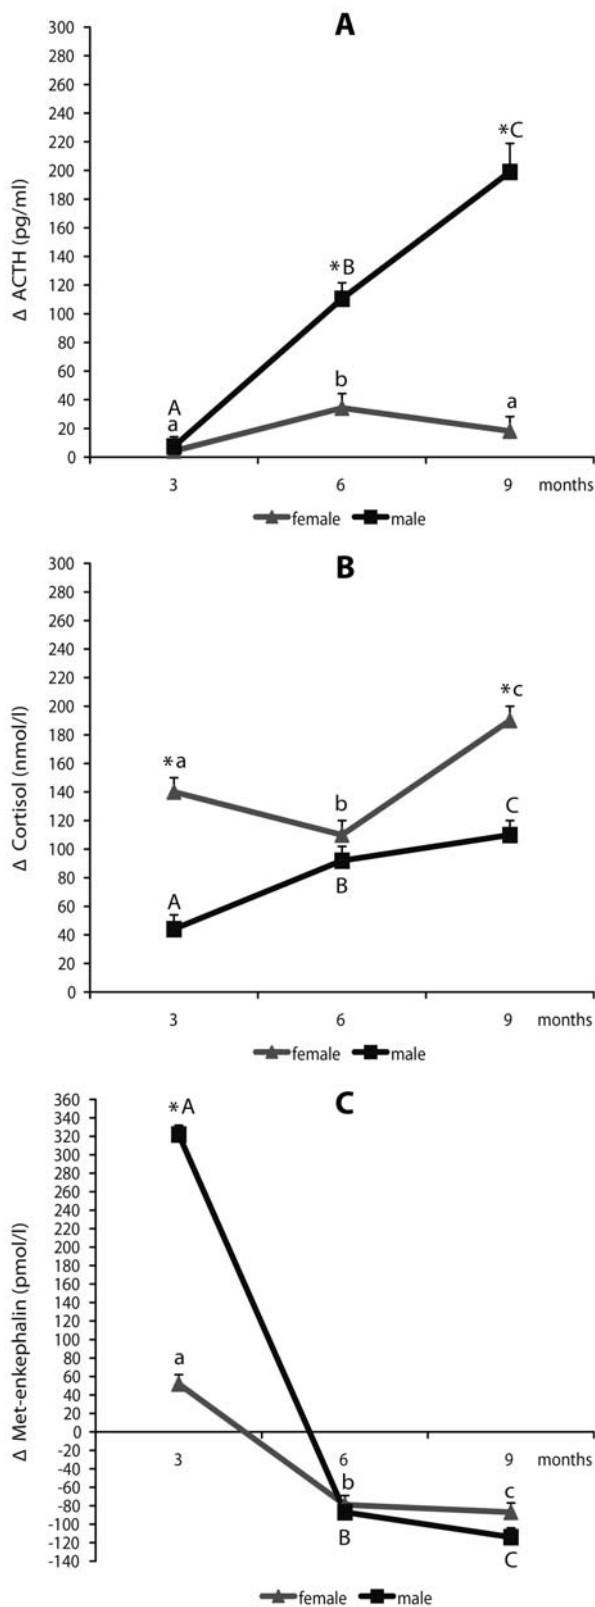 A
Δ ACTH (pg/ml)
300
280
260
240
220
200
180
160
140
120
100
80
60
40
20
0
*C
*B
b
a
A
a
3 6 9 months
female male
B
Δ Cortisol (nmol/l)
300
280
260
240
220
200
180
160
140
120
100
80
60
40
20
0
*c
*a
b
C
A
B
3 6 9 months
female male
C
Δ Met-enkephalin (pmol/l)
360
340
320
300
280
260
240
220
200
180
160
140
120
100
80
60
40
20
0
-20
-40
-60
-80
-100
-120
-140
*A
a
3 6 9 months
b c
B C
female male